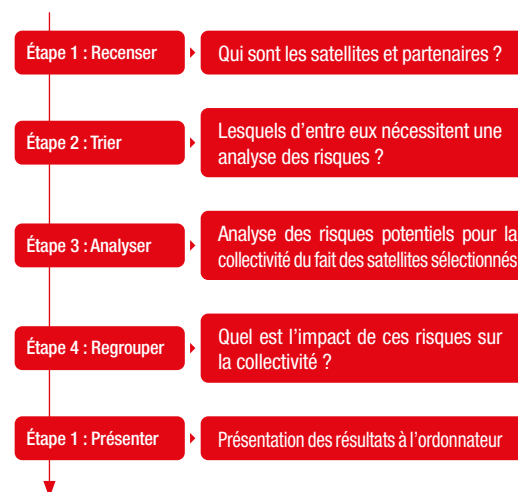 Étape 1 : Recenser
Qui sont les satellites et partenaires ?
Étape 2 : Trier
Lesquels d'entre eux nécessitent une
analyse des risques ?
Étape 3 : Analyser
Analyse des risques potentiels pour la
collectivité du fait des satellites sélectionnés
Étape 4 : Regrouper
Quel est l'impact de ces risques sur
la collectivité ?
Étape 1 : Présenter
Présentation des résultats à l'ordonnateur